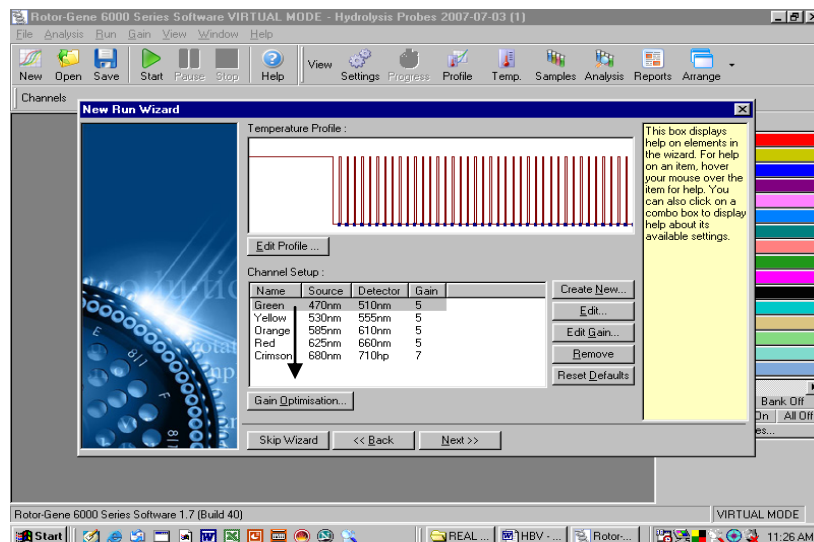 Rotor-Gene 6000 Series Software VIRTUAL MODE - Hydrolysis Probes 2007-07-03 (1)
File Analysis Run Gain View Window Help
New Open Save Start Pause Stop Help View Settings Progress Profile Temp. Samples Analysis Reports Arrange
Channels
New Run Wizard
Temperature Profile :
Edit Profile ...
Channel Setup :
Name Source Detector Gain
Green 470nm 510nm 5
Yellow 530nm 555nm 5
Orange 585nm 610nm 5
Red 625nm 660nm 5
Crimson 680nm 710hp 7
Create New...
Edit...
Edit Gain...
Remove
Reset Defaults
Gain Optimisation...
Skip Wizard << Back Next >>
This box displays
help on elements in
the wizard. For help
on an item, hover
your mouse over the
item for help. You
can also click on a
combo box to display
help about its
available settings.
Bank Off
On All Off
Rotor-Gene 6000 Series Software 1.7 (Build 40) VIRTUAL MODE
Start REAL ... HBV - ... Rotor-... 11:26 AM